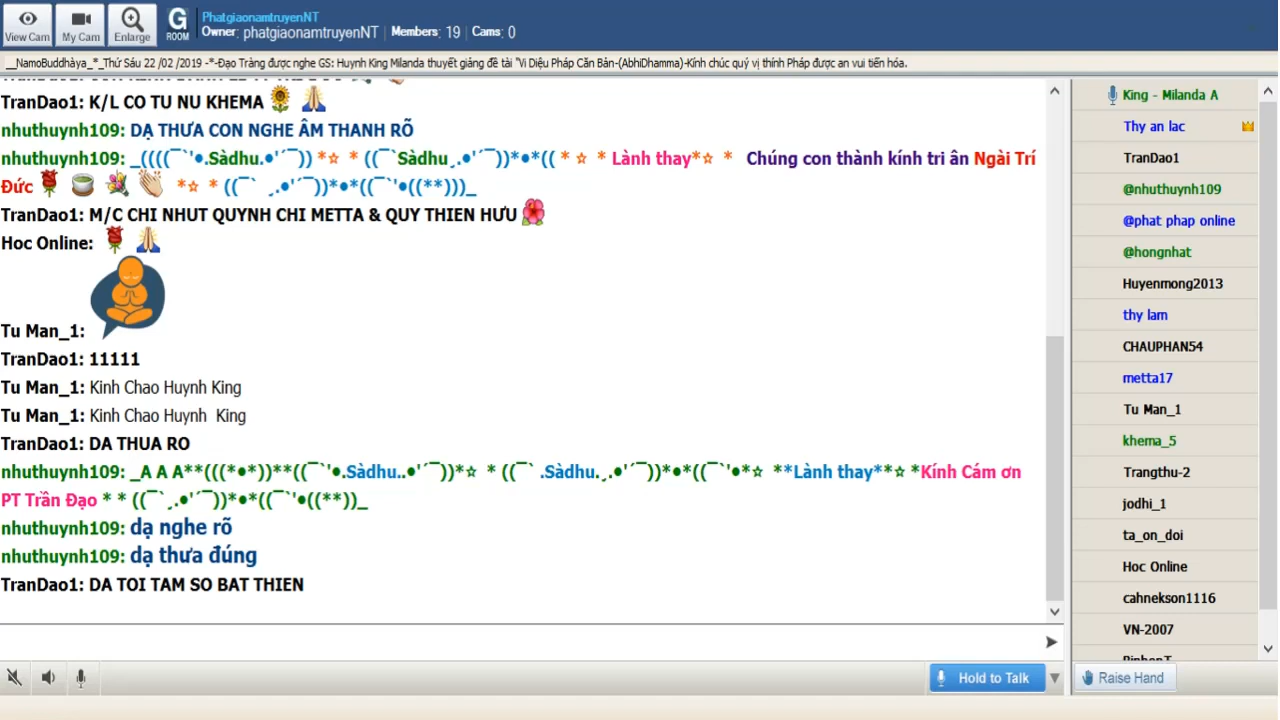 PhatgiaonamtruyenNT
Owner: phatgiaonamtruyenNT | Members: 19 | Cams: 0
View Cam
My Cam
Enlarge
G
ROOM
__NamoBuddhàya_*_Thứ Sáu 22 /02 /2019 -*-Đạo Tràng được nghe GS: Huynh King Milanda thuyết giảng đề tài "Vi Diệu Pháp Căn Bản-(AbhiDhamma)-Kính chúc quý vị thính Pháp được an vui tiến hóa.
TranDao1: K/L CO TU NU KHEMA
nhuthuynh109: DẠ THƯA CON NGHE ÂM THANH RÕ
nhuthuynh109: _((((¯`'•.Sàdhu.•'´¯)) *☆ * ((¯`Sàdhu¸.•'´¯))*•*(( * ☆ * Lành thay*☆ * Chúng con thành kính tri ân Ngài Trí
Đức *☆ * ((¯` ¸.•'´¯))*•*((¯`'•((**)))_
TranDao1: M/C CHI NHUT QUYNH CHI METTA & QUY THIEN HƯU
Hoc Online:
Tu Man_1:
TranDao1: 11111
Tu Man_1: Kinh Chao Huynh King
Tu Man_1: Kinh Chao Huynh King
TranDao1: DA THUA RO
nhuthuynh109: _A A A**(((*•*))**((¯`'•.Sàdhu..•'´¯))*☆ * ((¯` .Sàdhu.¸.•'´¯))*•*((¯`'•*☆ **Lành thay**☆ *Kính Cám ơn
PT Trần Đạo * * ((¯`¸.•'´¯))*•*((¯`'•((**))_
nhuthuynh109: dạ nghe rõ
nhuthuynh109: dạ thưa đúng
TranDao1: DA TOI TAM SO BAT THIEN
King - Milanda A
Thy an lac
TranDao1
@nhuthuynh109
@phat phap online
@hongnhat
Huyenmong2013
thy lam
CHAUPHAN54
metta17
Tu Man_1
khema_5
Trangthu-2
jodhi_1
ta_on_doi
Hoc Online
cahnekson1116
VN-2007
Hold to Talk
Raise Hand